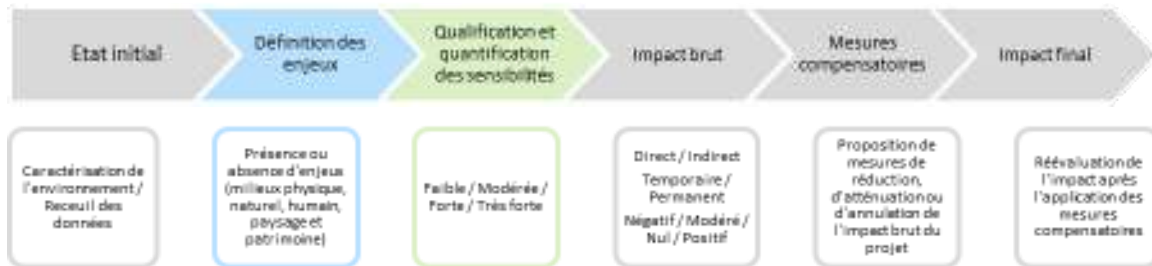 Etat initial
Définition des
enjeux
Qualification et
quantification
des sensibilités
Impact brut
Mesures
compensatoires
Impact final
Caractérisation de
l'environnement /
Receuil des
données
Présence ou
absence d'enjeux
(milieux physique,
naturel, humain,
paysage et
patrimoine)
Faible / Modérée /
Forte / Très forte
Direct / Indirect
Temporaire /
Permanent
Négatif / Modéré /
Nul / Positif
Proposition de
mesures de
réduction,
d'atténuation ou
d'annulation de
l'impact brut du
projet
Réévaluation de
l'impact après
l'application des
mesures
compensatoires